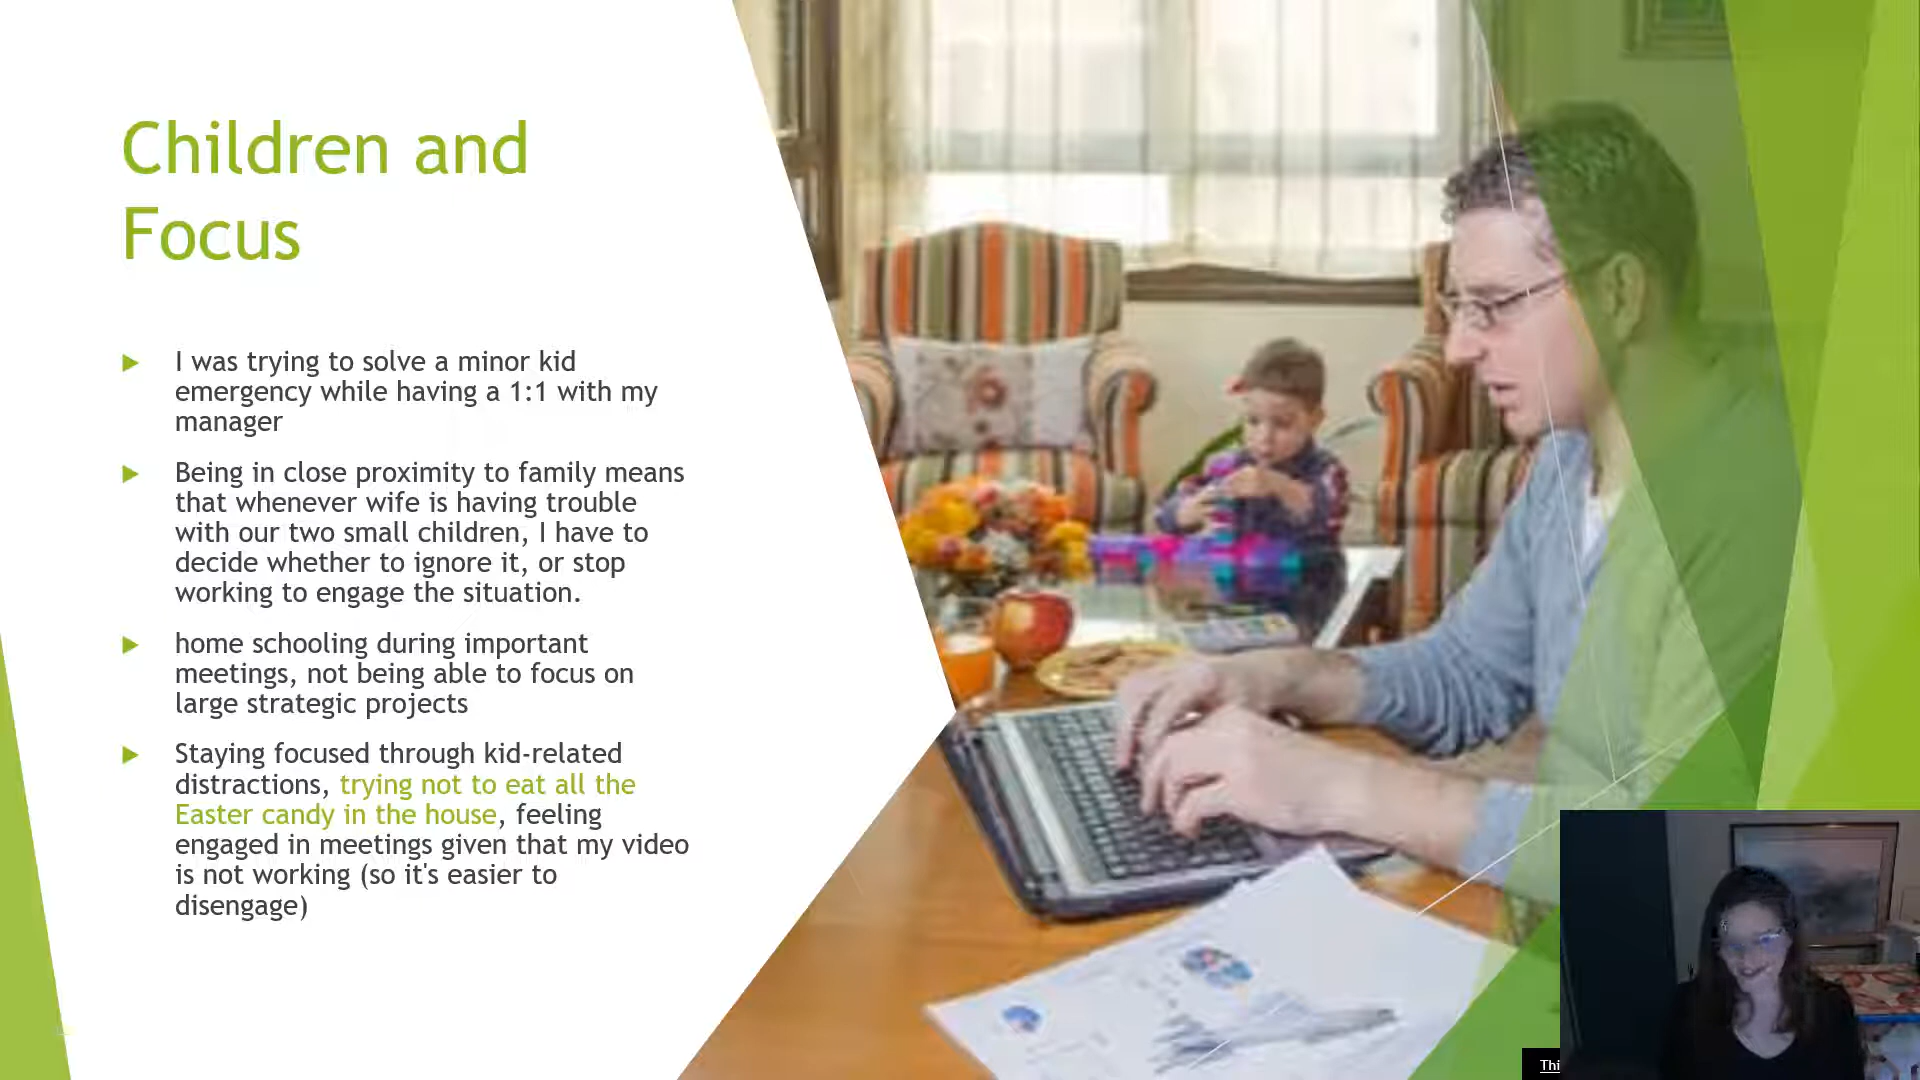 Children and
Focus
I was trying to solve a minor kid
emergency while having a 1:1 with my
manager
Being in close proximity to family means
that whenever wife is having trouble
with our two small children, I have to
decide whether to ignore it, or stop
working to engage the situation.
home schooling during important
meetings, not being able to focus on
large strategic projects
Staying focused through kid-related
distractions, trying not to eat all the
Easter candy in the house, feeling
engaged in meetings given that my video
is not working (so it's easier to
disengage)
Thi